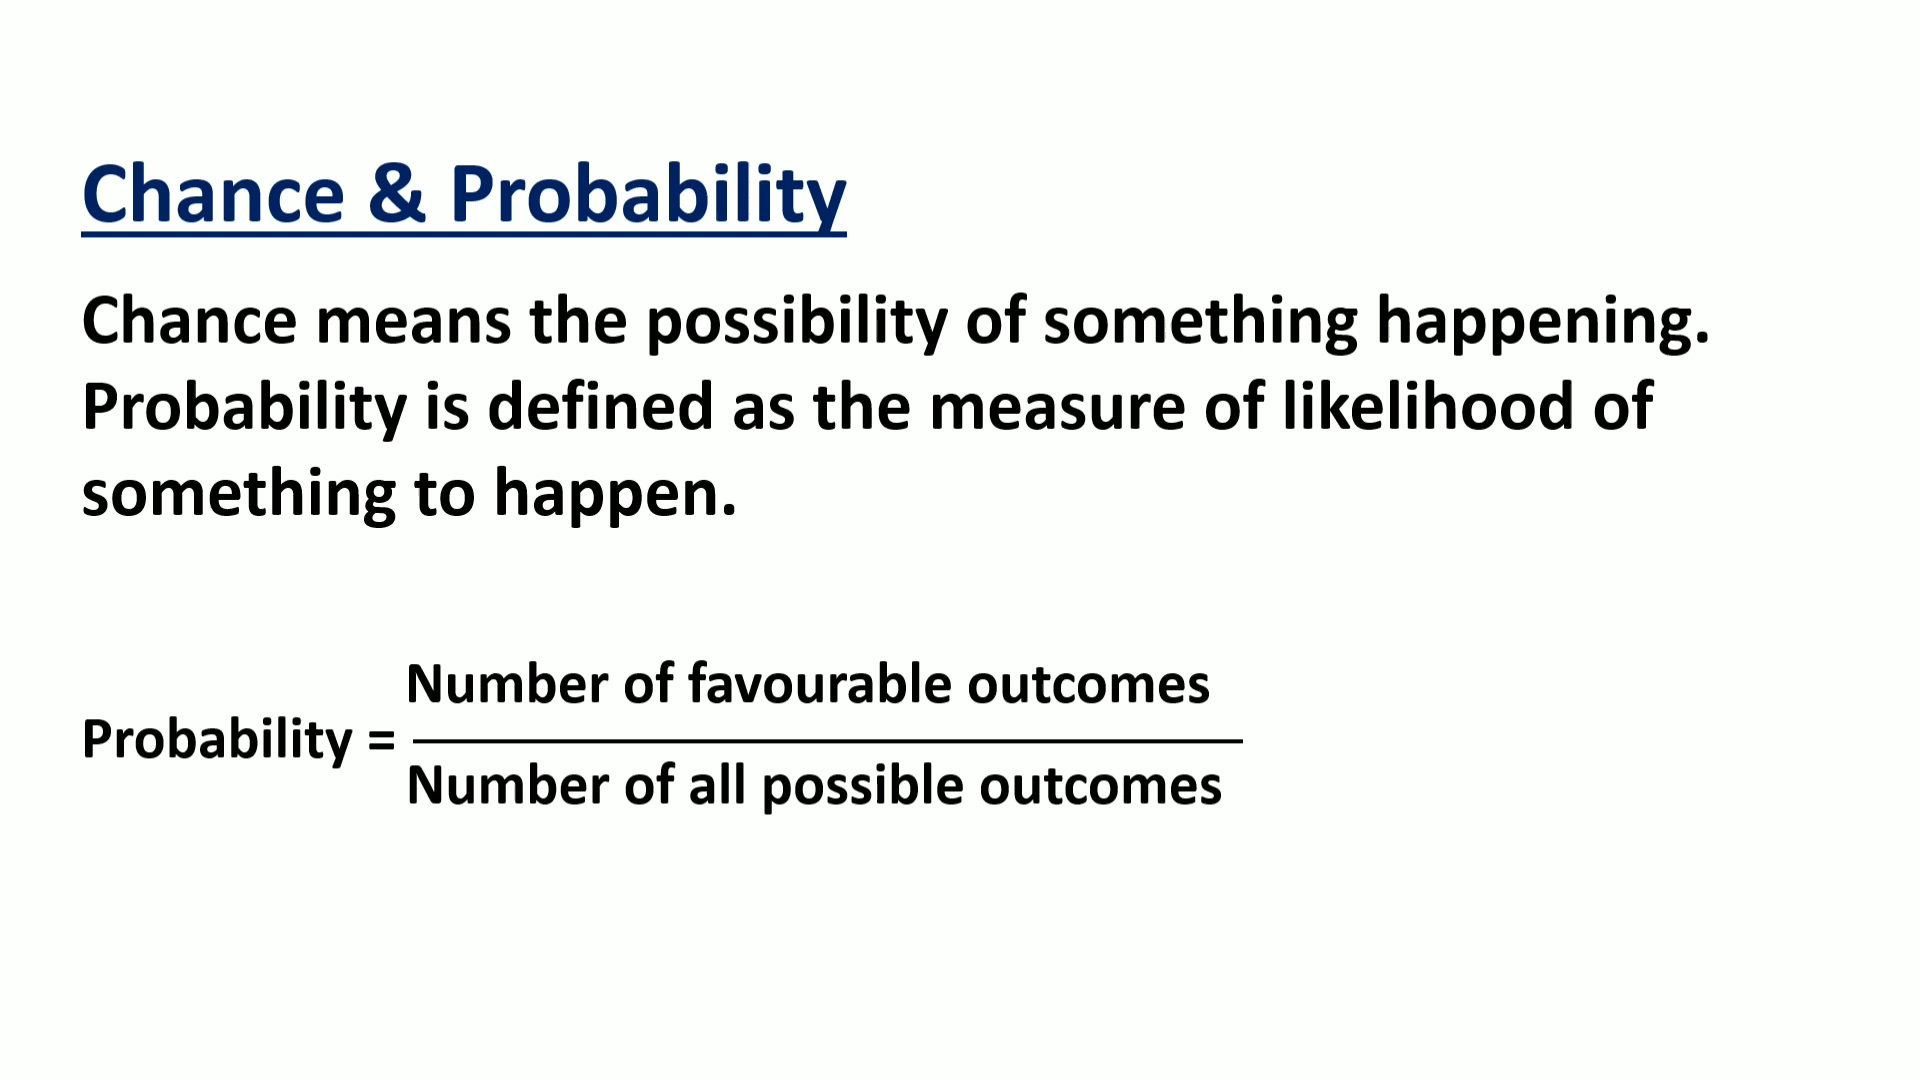 Chance & Probability
Chance means the possibility of something happening.
Probability is defined as the measure of likelihood of
something to happen.
Number of favourable outcomes
Probability =
Number of all possible outcomes